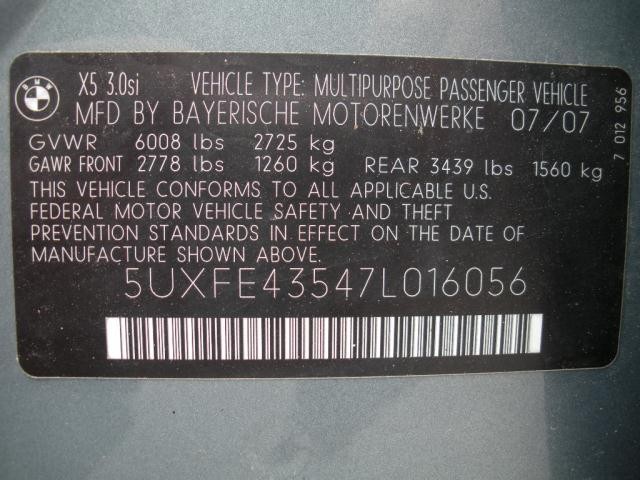 BMW
X5 3.0si VEHICLE TYPE: MULTIPURPOSE PASSENGER VEHICLE
MFD BY BAYERISCHE MOTORENWERKE 07/07
GVWR 6008 lbs 2725 kg
GAWR FRONT 2778 lbs 1260 kg REAR 3439 lbs 1560 kg
THIS VEHICLE CONFORMS TO ALL APPLICABLE U.S.
FEDERAL MOTOR VEHICLE SAFETY AND THEFT
PREVENTION STANDARDS IN EFFECT ON THE DATE OF
MANUFACTURE SHOWN ABOVE.
5UXFE43547L016056
7 012 956